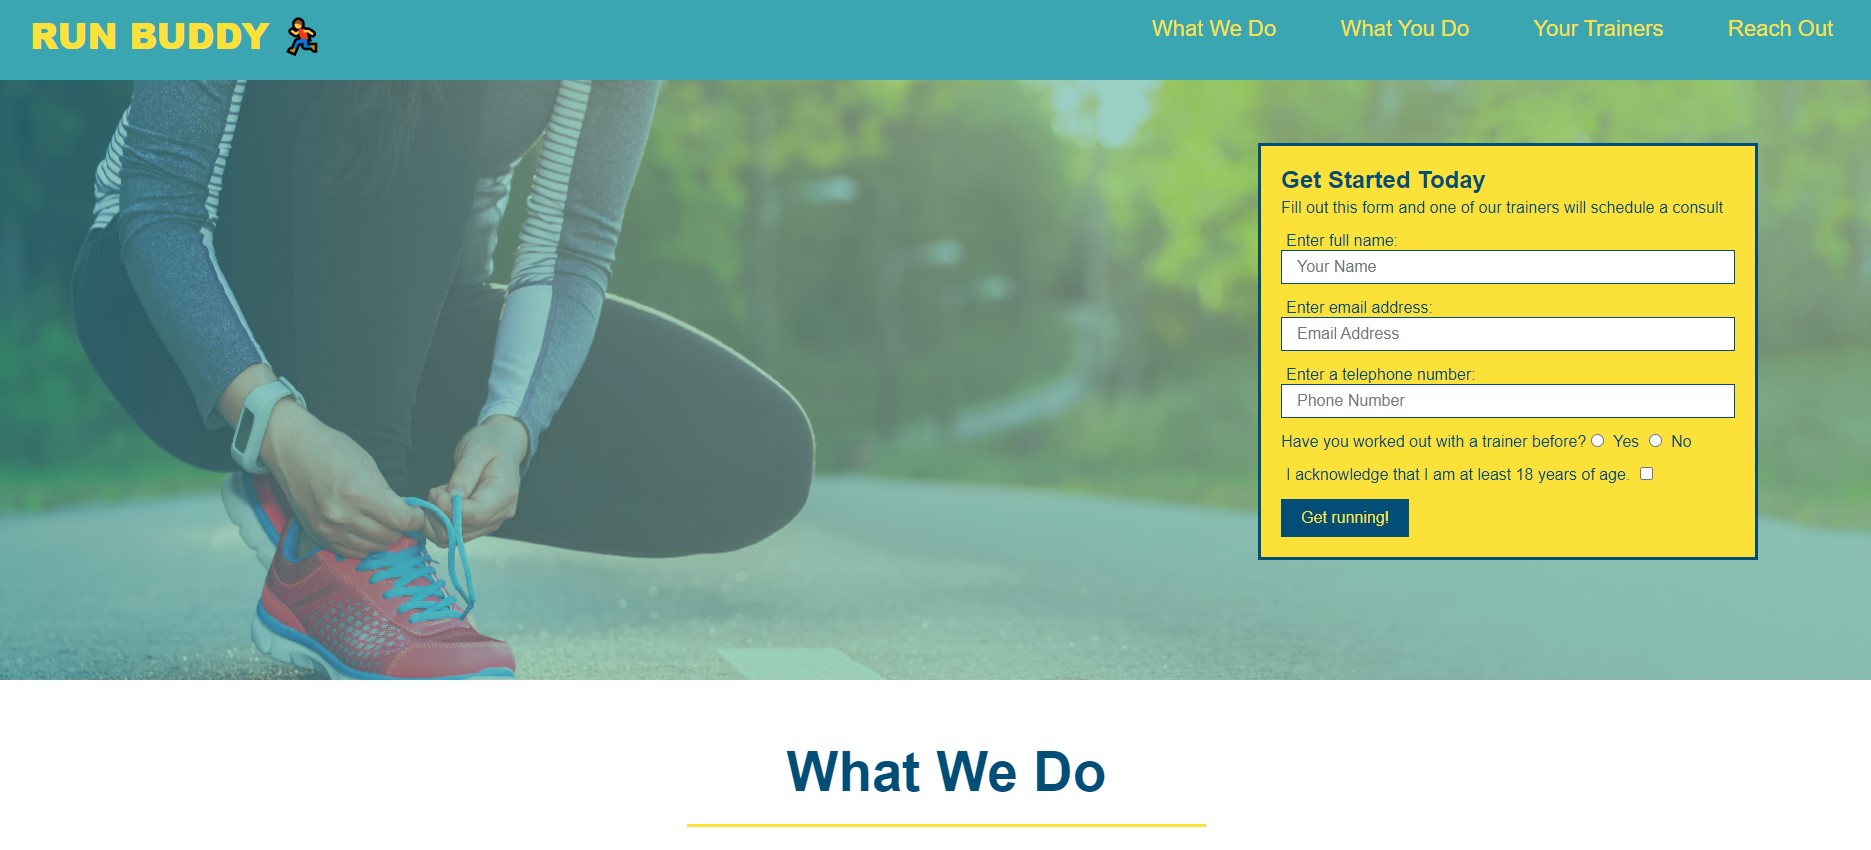 RUN BUDDY
What We Do
What You Do
Your Trainers
Reach Out
Get Started Today
Fill out this form and one of our trainers will schedule a consult
Enter full name:
Your Name
Enter email address:
Email Address
Enter a telephone number:
Phone Number
Have you worked out with a trainer before? Yes No
I acknowledge that I am at least 18 years of age.
Get running!
What We Do